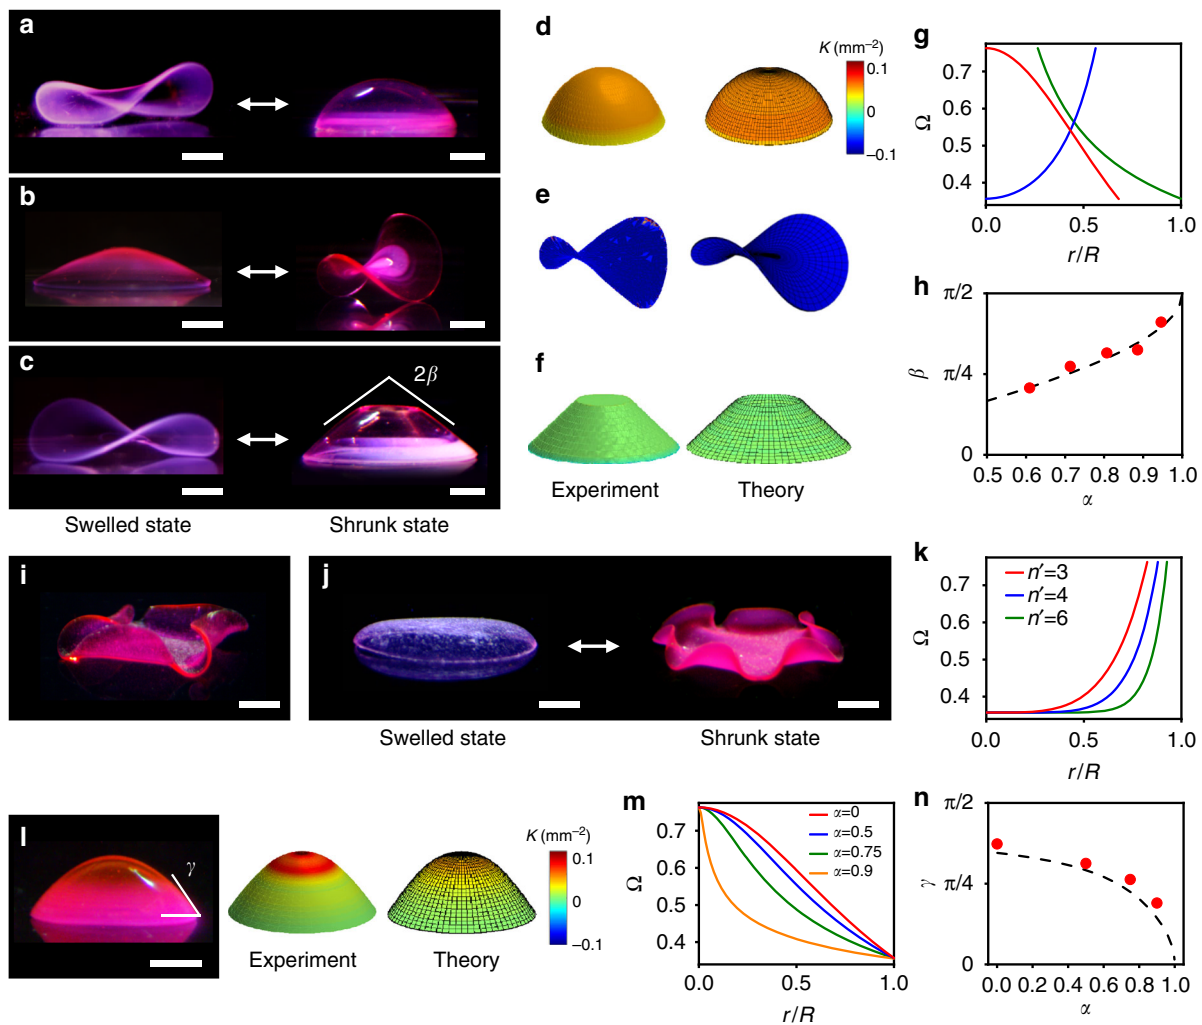 a
b
c
2β
Swelled state
Shrunk state
d
K (mm⁻²)
0.1
0
–0.1
e
f
Experiment
Theory
g
Ω
0.7
0.6
0.5
0.4
0.0
0.5
1.0
r/R
h
β
π/2
π/4
0
0.5 0.6 0.7 0.8 0.9 1.0
α
i
j
Swelled state
Shrunk state
k
n′=3
n′=4
n′=6
Ω
0.7
0.6
0.5
0.4
0.0
0.5
1.0
r/R
l
γ
Experiment
Theory
K (mm⁻²)
0.1
0
–0.1
m
Ω
α=0
α=0.5
α=0.75
α=0.9
0.7
0.6
0.5
0.4
0.0
0.5
1.0
r/R
n
γ
π/2
π/4
0
0.0 0.2 0.4 0.6 0.8 1.0
α